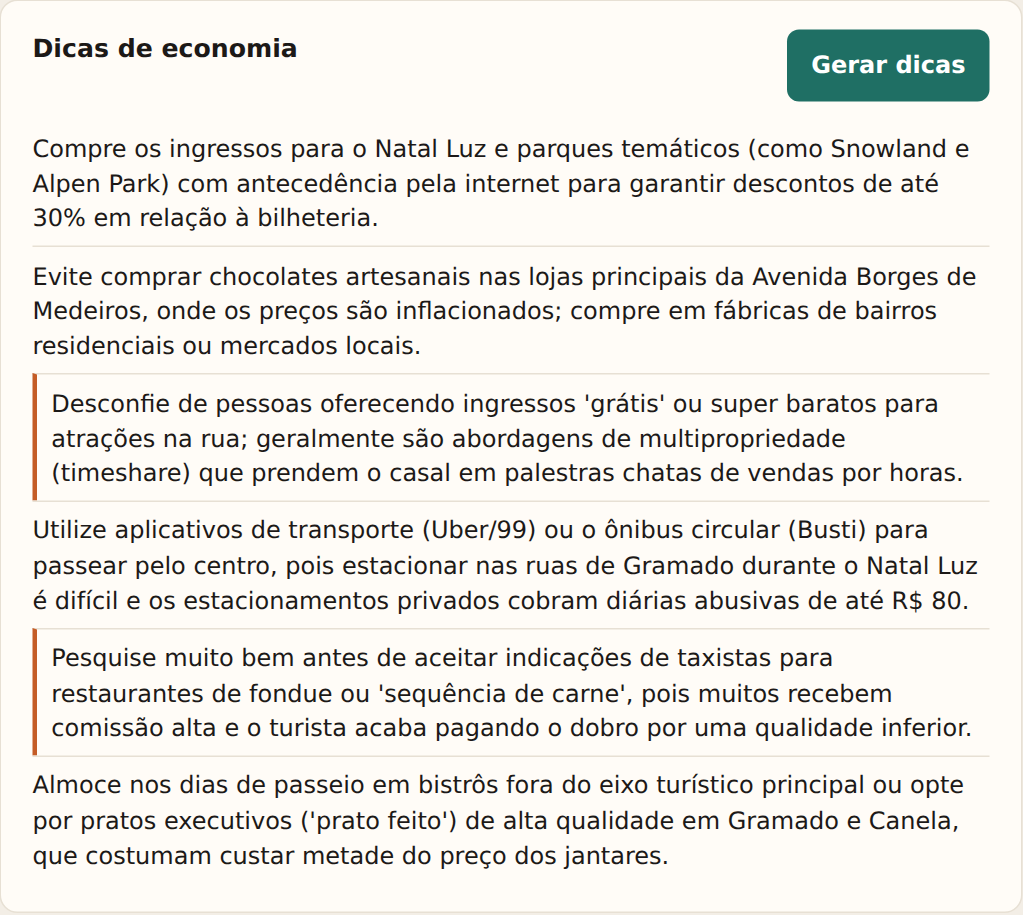 Dicas de economia
Gerar dicas
Compre os ingressos para o Natal Luz e parques temáticos (como Snowland e
Alpen Park) com antecedência pela internet para garantir descontos de até
30% em relação à bilheteria.
Evite comprar chocolates artesanais nas lojas principais da Avenida Borges de
Medeiros, onde os preços são inflacionados; compre em fábricas de bairros
residenciais ou mercados locais.
Desconfie de pessoas oferecendo ingressos 'grátis' ou super baratos para
atrações na rua; geralmente são abordagens de multipropriedade
(timeshare) que prendem o casal em palestras chatas de vendas por horas.
Utilize aplicativos de transporte (Uber/99) ou o ônibus circular (Busti) para
passear pelo centro, pois estacionar nas ruas de Gramado durante o Natal Luz
é difícil e os estacionamentos privados cobram diárias abusivas de até R$ 80.
Pesquise muito bem antes de aceitar indicações de taxistas para
restaurantes de fondue ou 'sequência de carne', pois muitos recebem
comissão alta e o turista acaba pagando o dobro por uma qualidade inferior.
Almoce nos dias de passeio em bistrôs fora do eixo turístico principal ou opte
por pratos executivos ('prato feito') de alta qualidade em Gramado e Canela,
que costumam custar metade do preço dos jantares.